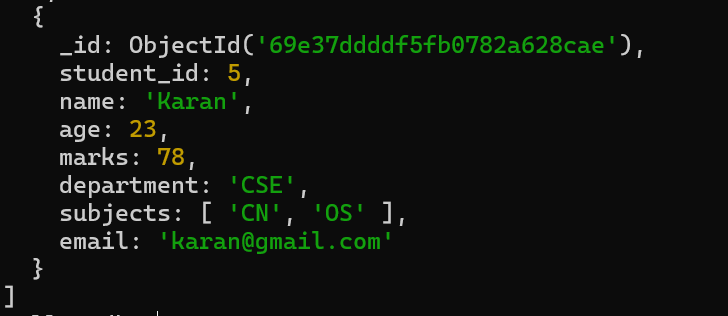 {
_id: ObjectId('69e37ddddf5fb0782a628cae'),
student_id: 5,
name: 'Karan',
age: 23,
marks: 78,
department: 'CSE',
subjects: [ 'CN', 'OS' ],
email: 'karan@gmail.com'
}
]